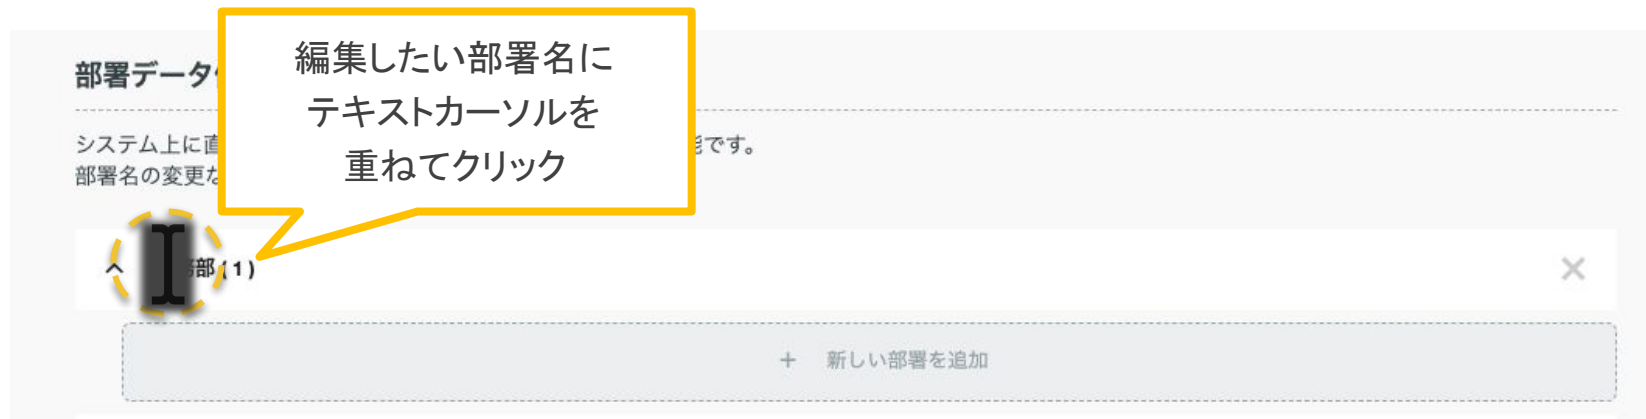 編集したい部署名に
テキストカーソルを
重ねてクリック
部署データ
システム上に直
です。
部署名の変更な
部 (1)
+ 新しい部署を追加